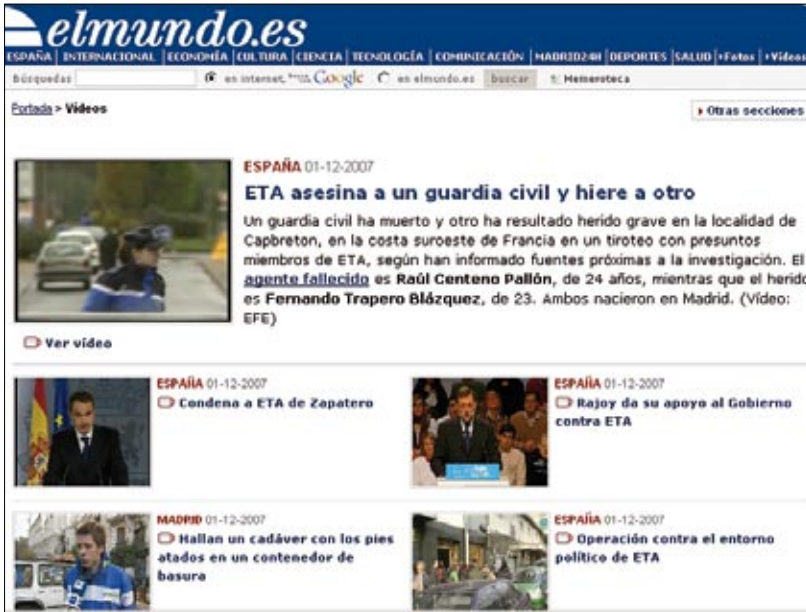 elmundo.es
ESPAÑA | INTERNACIONAL | ECONOMÍA | CULTURA | CIENCIA | TECNOLOGÍA | COMUNICACIÓN | MADRID24H | DEPORTES | SALUD | +Fotos | +Vídeos
búsquedas en internet, Google en elmundo.es buscar Hemeroteca
Portada > Vídeos
Otras secciones
ESPAÑA 01-12-2007
ETA asesina a un guardia civil y hiere a otro
Un guardia civil ha muerto y otro ha resultado herido grave en la localidad de
Capbreton, en la costa suroeste de Francia en un tiroteo con presuntos
miembros de ETA, según han informado fuentes próximas a la investigación. El
agente fallecido es Raúl Centeno Pallón, de 24 años, mientras que el herido
es Fernando Trapero Blázquez, de 23. Ambos nacieron en Madrid. (Vídeo:
EFE)
Ver vídeo
ESPAÑA 01-12-2007
Condena a ETA de Zapatero
ESPAÑA 01-12-2007
Rajoy da su apoyo al Gobierno
contra ETA
MADRID 01-12-2007
Hallan un cadáver con los pies
atados en un contenedor de
basura
ESPAÑA 01-12-2007
Operación contra el entorno
político de ETA